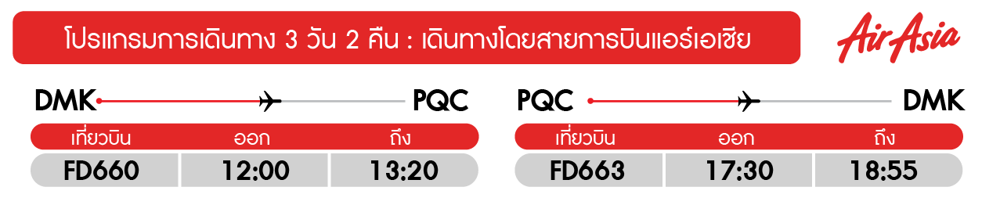 โปรแกรมการเดินทาง 3 วัน 2 คืน : เดินทางโดยสายการบินแอร์เอเชีย
AirAsia
DMK PQC
เที่ยวบิน ออก ถึง
FD660 12:00 13:20
PQC DMK
เที่ยวบิน ออก ถึง
FD663 17:30 18:55